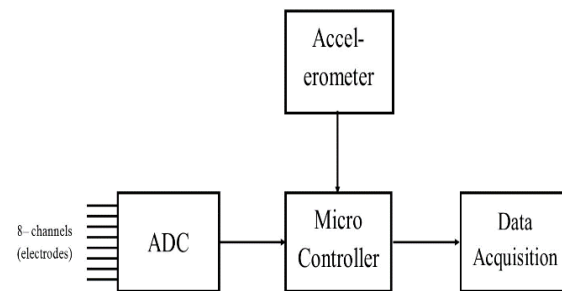 Accel-
erometer
8– channels
(electrodes)
ADC
Micro
Controller
Data
Acquisition